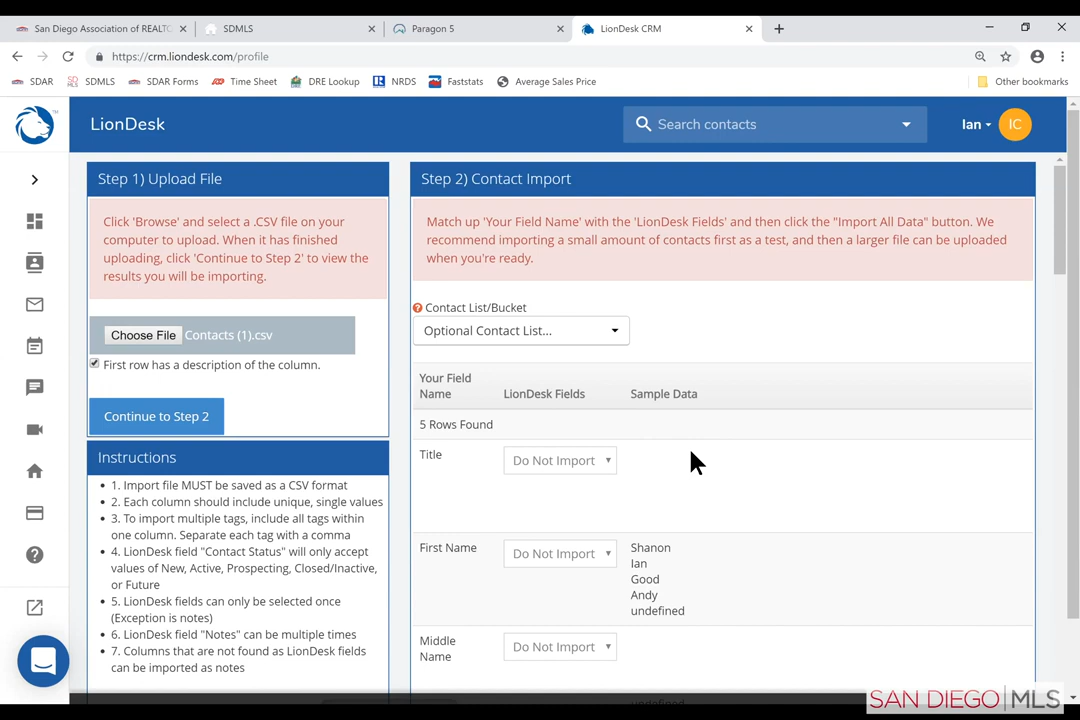 San Diego Association of REALTO
SDMLS
Paragon 5
LionDesk CRM
https://crm.liondesk.com/profile
SDAR
SDMLS
SDAR Forms
Time Sheet
DRE Lookup
NRDS
Faststats
Average Sales Price
Other bookmarks
LionDesk
Search contacts
Ian
IC
Step 1) Upload File
Click 'Browse' and select a .CSV file on your
computer to upload. When it has finished
uploading, click 'Continue to Step 2' to view the
results you will be importing.
Choose File Contacts (1).csv
First row has a description of the column.
Continue to Step 2
Instructions
1. Import file MUST be saved as a CSV format
2. Each column should include unique, single values
3. To import multiple tags, include all tags within
one column. Separate each tag with a comma
4. LionDesk field "Contact Status" will only accept
values of New, Active, Prospecting, Closed/Inactive,
or Future
5. LionDesk fields can only be selected once
(Exception is notes)
6. LionDesk field "Notes" can be multiple times
7. Columns that are not found as LionDesk fields
can be imported as notes
Step 2) Contact Import
Match up 'Your Field Name' with the 'LionDesk Fields' and then click the "Import All Data" button. We
recommend importing a small amount of contacts first as a test, and then a larger file can be uploaded
when you're ready.
Contact List/Bucket
Optional Contact List...
Your Field
Name
LionDesk Fields
Sample Data
5 Rows Found
Title
Do Not Import
First Name
Do Not Import
Shanon
Ian
Good
Andy
undefined
Middle
Name
Do Not Import
undefined
SAN DIEGO MLS